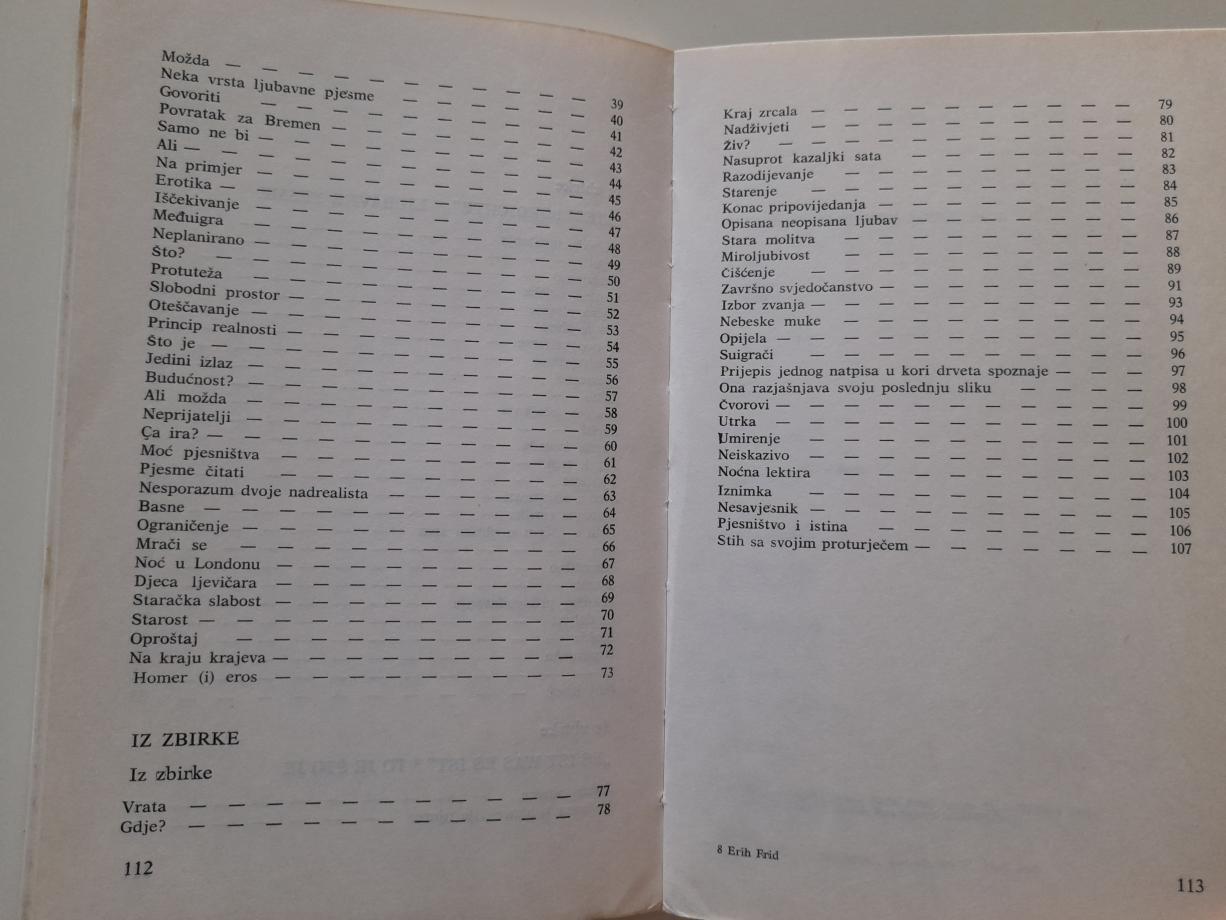 Možda — — — — — — — — — — 39
Neka vrsta ljubavne pjesme — — — — — — 40
Govoriti — — — — — — — — — 41
Povratak za Bremen — — — — — — — 42
Samo ne bi — — — — — — — — — 43
Ali — — — — — — — — — — — 44
Na primjer — — — — — — — — — 45
Erotika — — — — — — — — — — 46
Iščekivanje — — — — — — — — — 47
Međuigra — — — — — — — — — 48
Neplanirano — — — — — — — — — 49
Što? — — — — — — — — — — 50
Protuteža — — — — — — — — — 51
Slobodni prostor — — — — — — — — 52
Oteščavanje — — — — — — — — — 53
Princip realnosti — — — — — — — — 54
Što je — — — — — — — — — — 55
Jedini izlaz — — — — — — — — — 56
Budućnost? — — — — — — — — — 57
Ali možda — — — — — — — — — 58
Neprijatelji — — — — — — — — — 59
Ça ira? — — — — — — — — — — 60
Moć pjesništva — — — — — — — — 61
Pjesme čitati — — — — — — — — 62
Nesporazum dvoje nadrealista — — — — — 63
Basne — — — — — — — — — — 64
Ograničenje — — — — — — — — — 65
Mrači se — — — — — — — — — 66
Noć u Londonu — — — — — — — — 67
Djeca ljevičara — — — — — — — — 68
Staračka slabost — — — — — — — — 69
Starost — — — — — — — — — — 70
Oproštaj — — — — — — — — — 71
Na kraju krajeva — — — — — — — — 72
Homer (i) eros — — — — — — — — 73
IZ ZBIRKE
Iz zbirke
Vrata — — — — — — — — — — 77
Gdje? — — — — — — — — — — 78
112
Kraj zrcala — — — — — — — — — 79
Nadživjeti — — — — — — — — — 80
Živ? — — — — — — — — — — 81
Nasuprot kazaljki sata — — — — — — 82
Razodijevanje — — — — — — — — 83
Starenje — — — — — — — — — 84
Konac pripovijedanja — — — — — — — 85
Opisana neopisana ljubav — — — — — — 86
Stara molitva — — — — — — — — 87
Miroljubivost — — — — — — — — 88
Čišćenje — — — — — — — — — 89
Završno svjedočanstvo — — — — — — — 91
Izbor zvanja — — — — — — — — — 93
Nebeske muke — — — — — — — — 94
Opijela — — — — — — — — — — 95
Suigrači — — — — — — — — — 96
Prijepis jednog natpisa u kori drveta spoznaje — — 97
Ona razjašnjava svoju poslednju sliku — — — — 98
Čvorovi — — — — — — — — — — 99
Utrka — — — — — — — — — — 100
Umirenje — — — — — — — — — 101
Neiskazivo — — — — — — — — — 102
Noćna lektira — — — — — — — — 103
Iznimka — — — — — — — — — 104
Nesavjesnik — — — — — — — — — 105
Pjesništvo i istina — — — — — — — 106
Stih sa svojim proturječem — — — — — — 107
8 Erih Frid
113